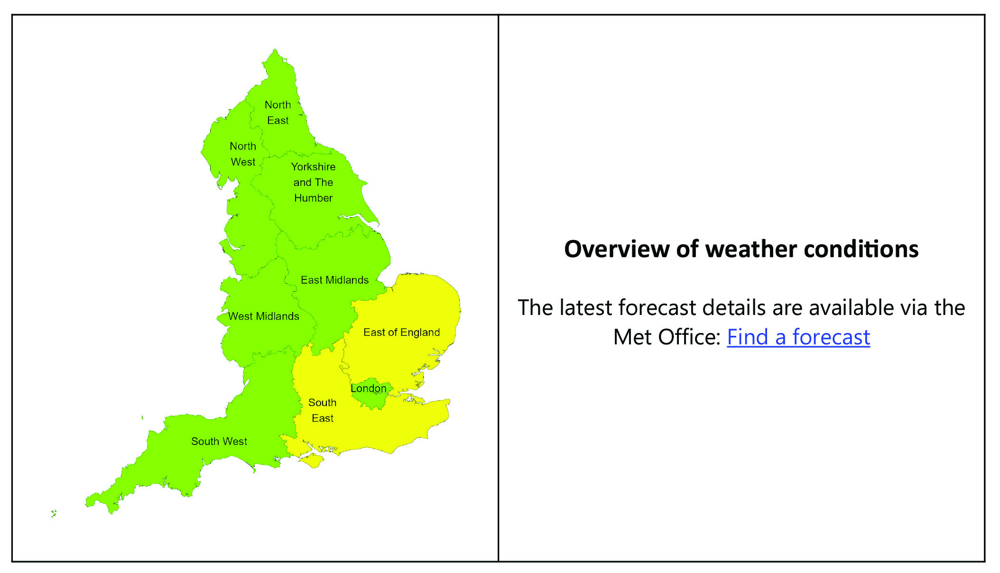 North
East
North
West
Yorkshire
and The
Humber
East Midlands
West Midlands
East of England
London
South
East
South West
Overview of weather conditions
The latest forecast details are available via the
Met Office: Find a forecast